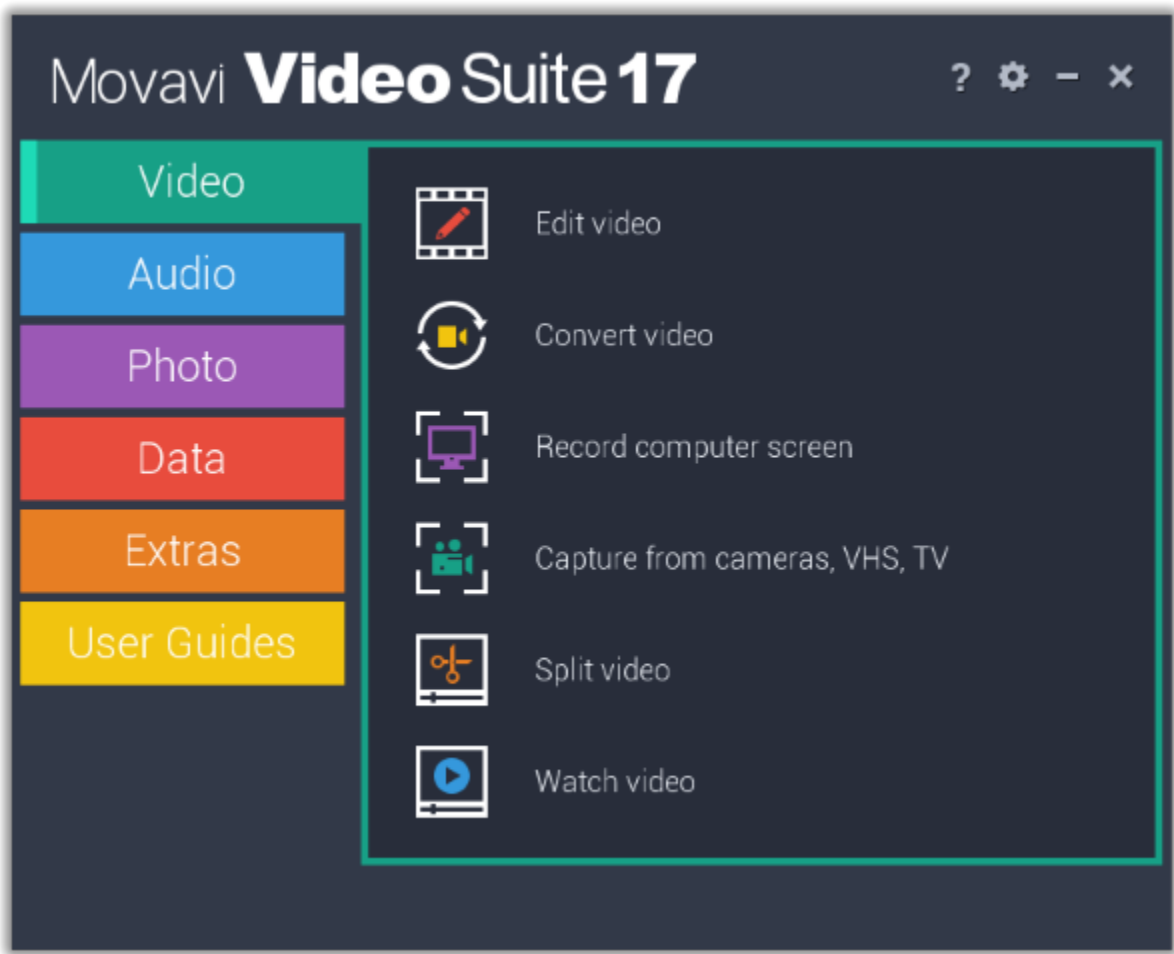 Movavi Video Suite 17 ?
Video
Audio
Photo
Data
Extras
User Guides
Edit video
Convert video
Record computer screen
Capture from cameras, VHS, TV
Split video
Watch video